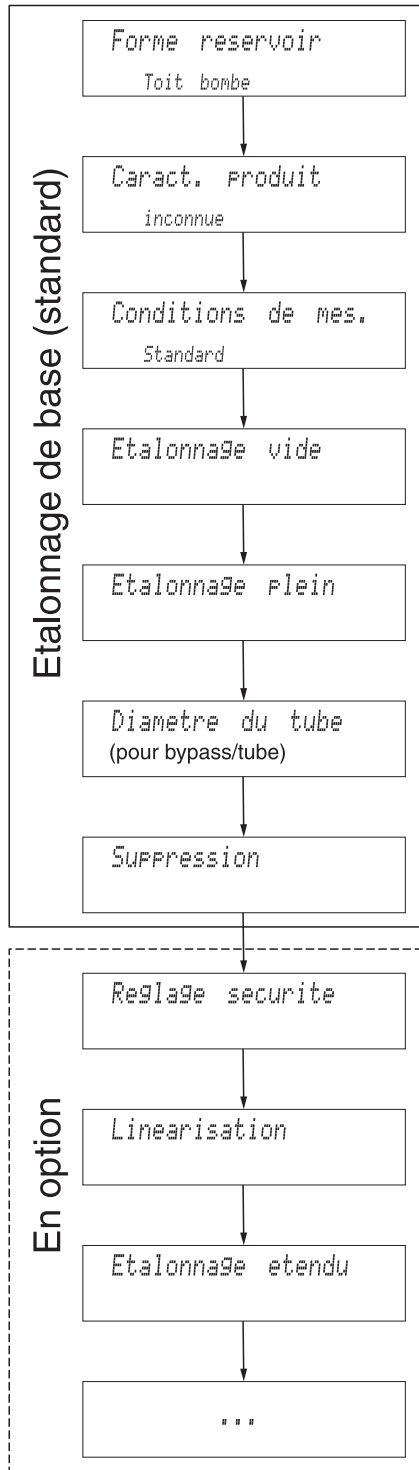 Etalonnage de base (standard)
Forme reservoir
Toit bombe
Caract. produit
inconnue
Conditions de mes.
Standard
Etalonnage vide
Etalonnage plein
Diametre du tube
(pour bypass/tube)
Suppression
En option
Reglage securite
Linearisation
Etalonnage etendu
...